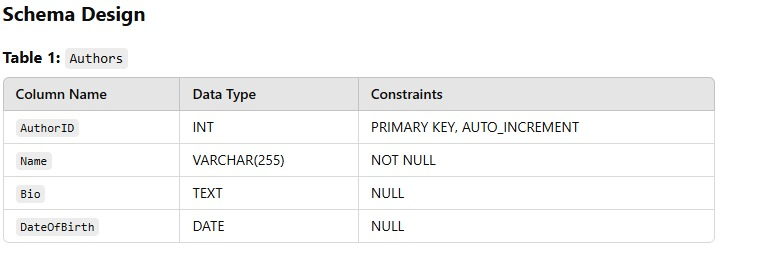 Schema Design
Table 1: Authors
Column Name Data Type Constraints
AuthorID INT PRIMARY KEY, AUTO_INCREMENT
Name VARCHAR(255) NOT NULL
Bio TEXT NULL
DateOfBirth DATE NULL